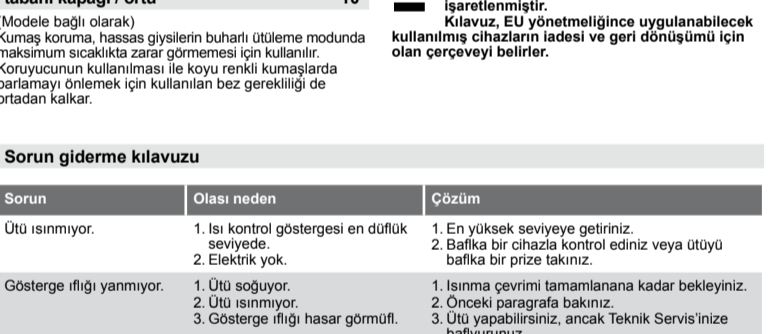 tabanı kapağı / örtü 10
(Modele bağlı olarak)
Kumaş koruma, hassas giysilerin buharlı ütüleme modunda
maksimum sıcaklıkta zarar görmemesi için kullanılır.
Koruyucunun kullanılması ile koyu renkli kumaşlarda
parlamayı önlemek için kullanılan bez gerekliliği de
ortadan kalkar.
işaretlenmiştir.
Kılavuz, EU yönetmeliğince uygulanabilecek
kullanılmış cihazların iadesi ve geri dönüşümü için
olan çerçeveyi belirler.
Sorun giderme kılavuzu
Sorun Olası neden Çözüm
Ütü ısınmıyor.
1. Isı kontrol göstergesi en düflük
seviyede.
2. Elektrik yok.
1. En yüksek seviyeye getiriniz.
2. Baflka bir cihazla kontrol ediniz veya ütüyü
baflka bir prize takınız.
Gösterge ıflığı yanmıyor.
1. Ütü soğuyor.
2. Ütü ısınmıyor.
3. Gösterge ıflığı hasar görmüfl.
1. Isınma çevrimi tamamlanana kadar bekleyiniz.
2. Önceki paragrafa bakınız.
3. Ütü yapabilirsiniz, ancak Teknik Servis'inize
baflvurunuz.